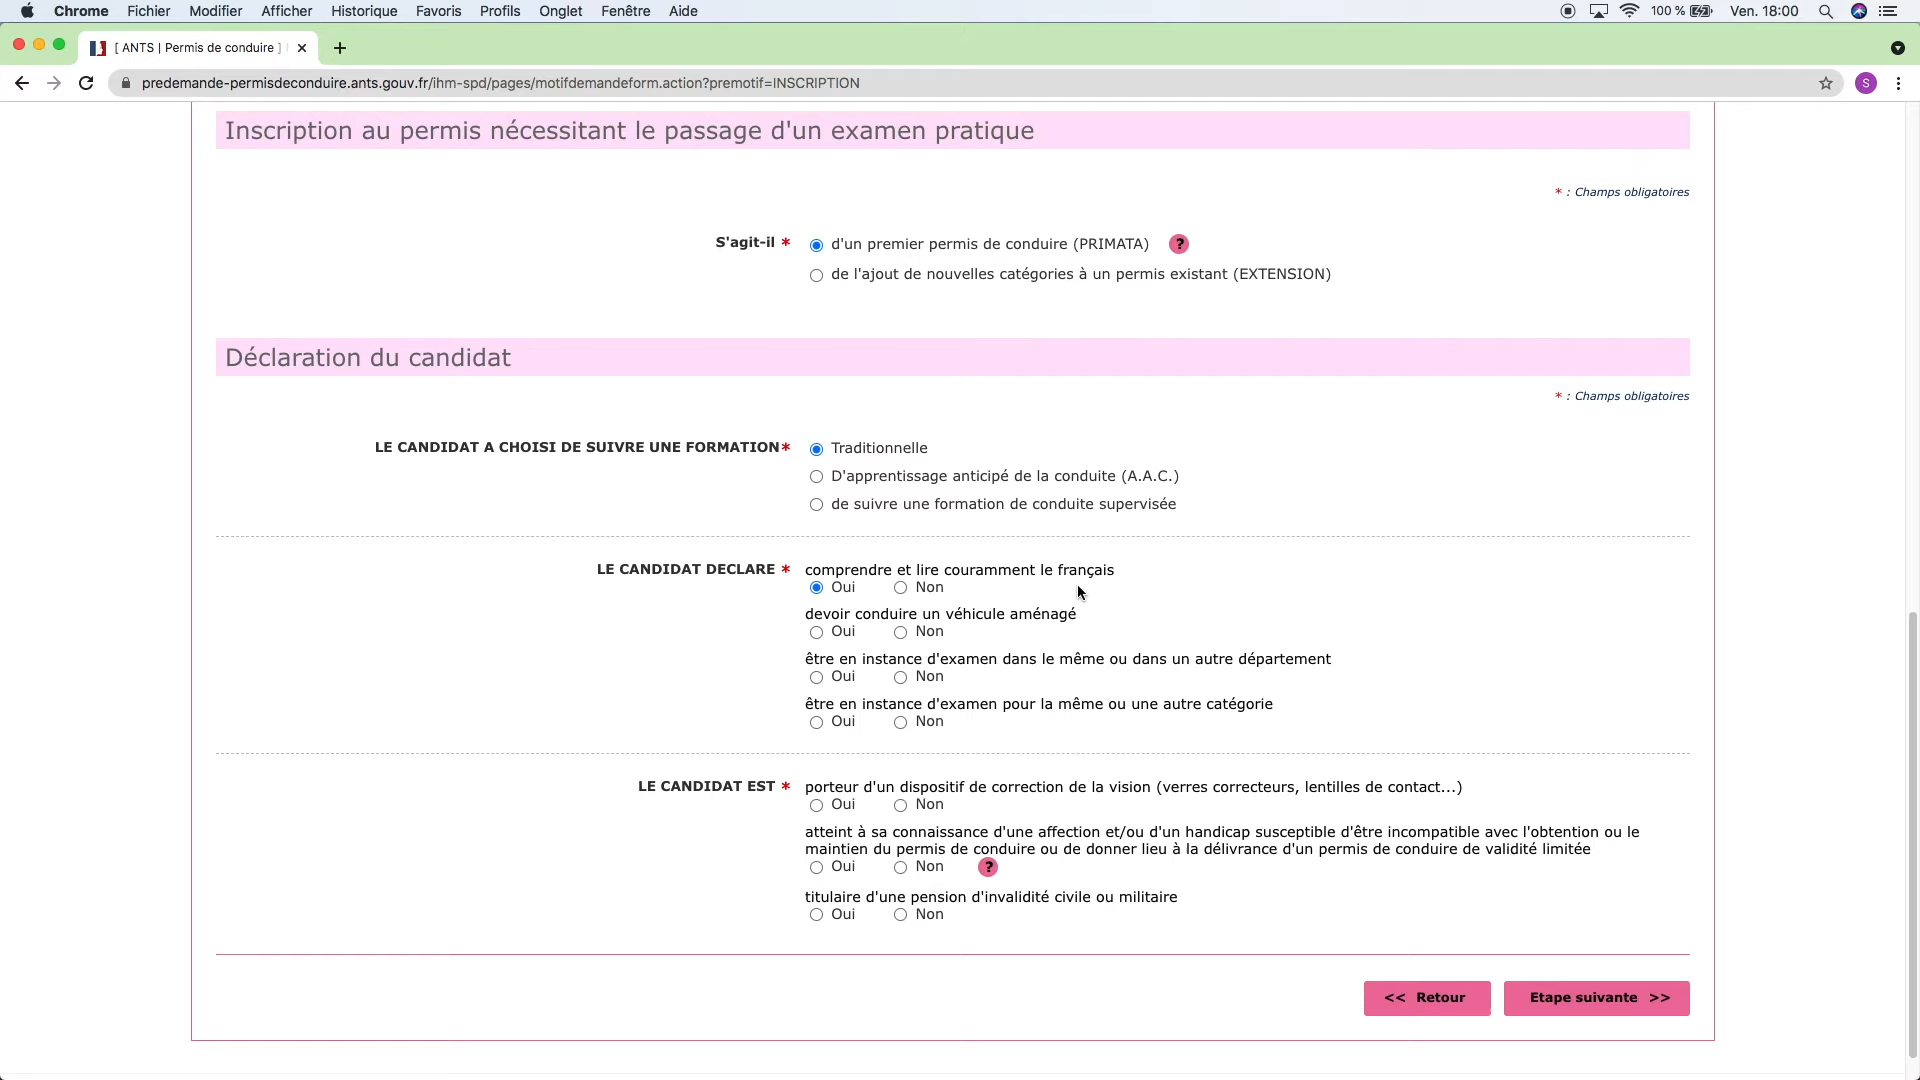 Chrome Fichier Modifier Afficher Historique Favoris Profils Onglet Fenêtre Aide 100 % Ven. 18:00
[ ANTS | Permis de conduire ]
predemande-permisdeconduire.ants.gouv.fr/ihm-spd/pages/motifdemandeform.action?premotif=INSCRIPTION S
Inscription au permis nécessitant le passage d'un examen pratique
* : Champs obligatoires
S'agit-il * d'un premier permis de conduire (PRIMATA) ?
de l'ajout de nouvelles catégories à un permis existant (EXTENSION)
Déclaration du candidat
* : Champs obligatoires
LE CANDIDAT A CHOISI DE SUIVRE UNE FORMATION* Traditionnelle
D'apprentissage anticipé de la conduite (A.A.C.)
de suivre une formation de conduite supervisée
LE CANDIDAT DECLARE * comprendre et lire couramment le français
Oui Non
devoir conduire un véhicule aménagé
Oui Non
être en instance d'examen dans le même ou dans un autre département
Oui Non
être en instance d'examen pour la même ou une autre catégorie
Oui Non
LE CANDIDAT EST * porteur d'un dispositif de correction de la vision (verres correcteurs, lentilles de contact...)
Oui Non
atteint à sa connaissance d'une affection et/ou d'un handicap susceptible d'être incompatible avec l'obtention ou le
maintien du permis de conduire ou de donner lieu à la délivrance d'un permis de conduire de validité limitée
Oui Non ?
titulaire d'une pension d'invalidité civile ou militaire
Oui Non
<< Retour Etape suivante >>